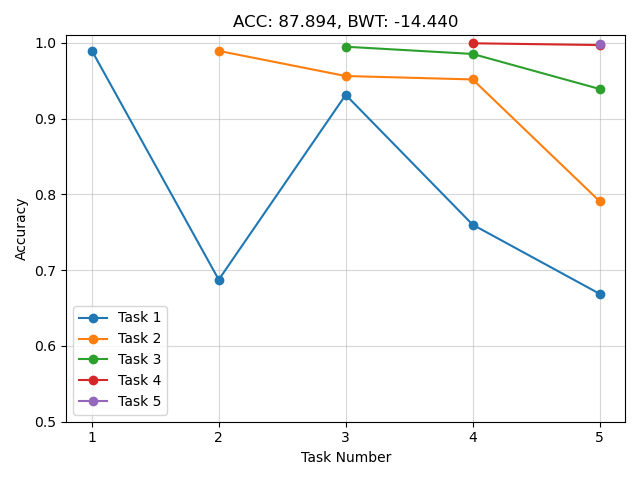 ACC: 87.894, BWT: -14.440
1.0
0.9
0.8
0.7
0.6
0.5
Accuracy
Task 1
Task 2
Task 3
Task 4
Task 5
1 2 3 4 5
Task Number